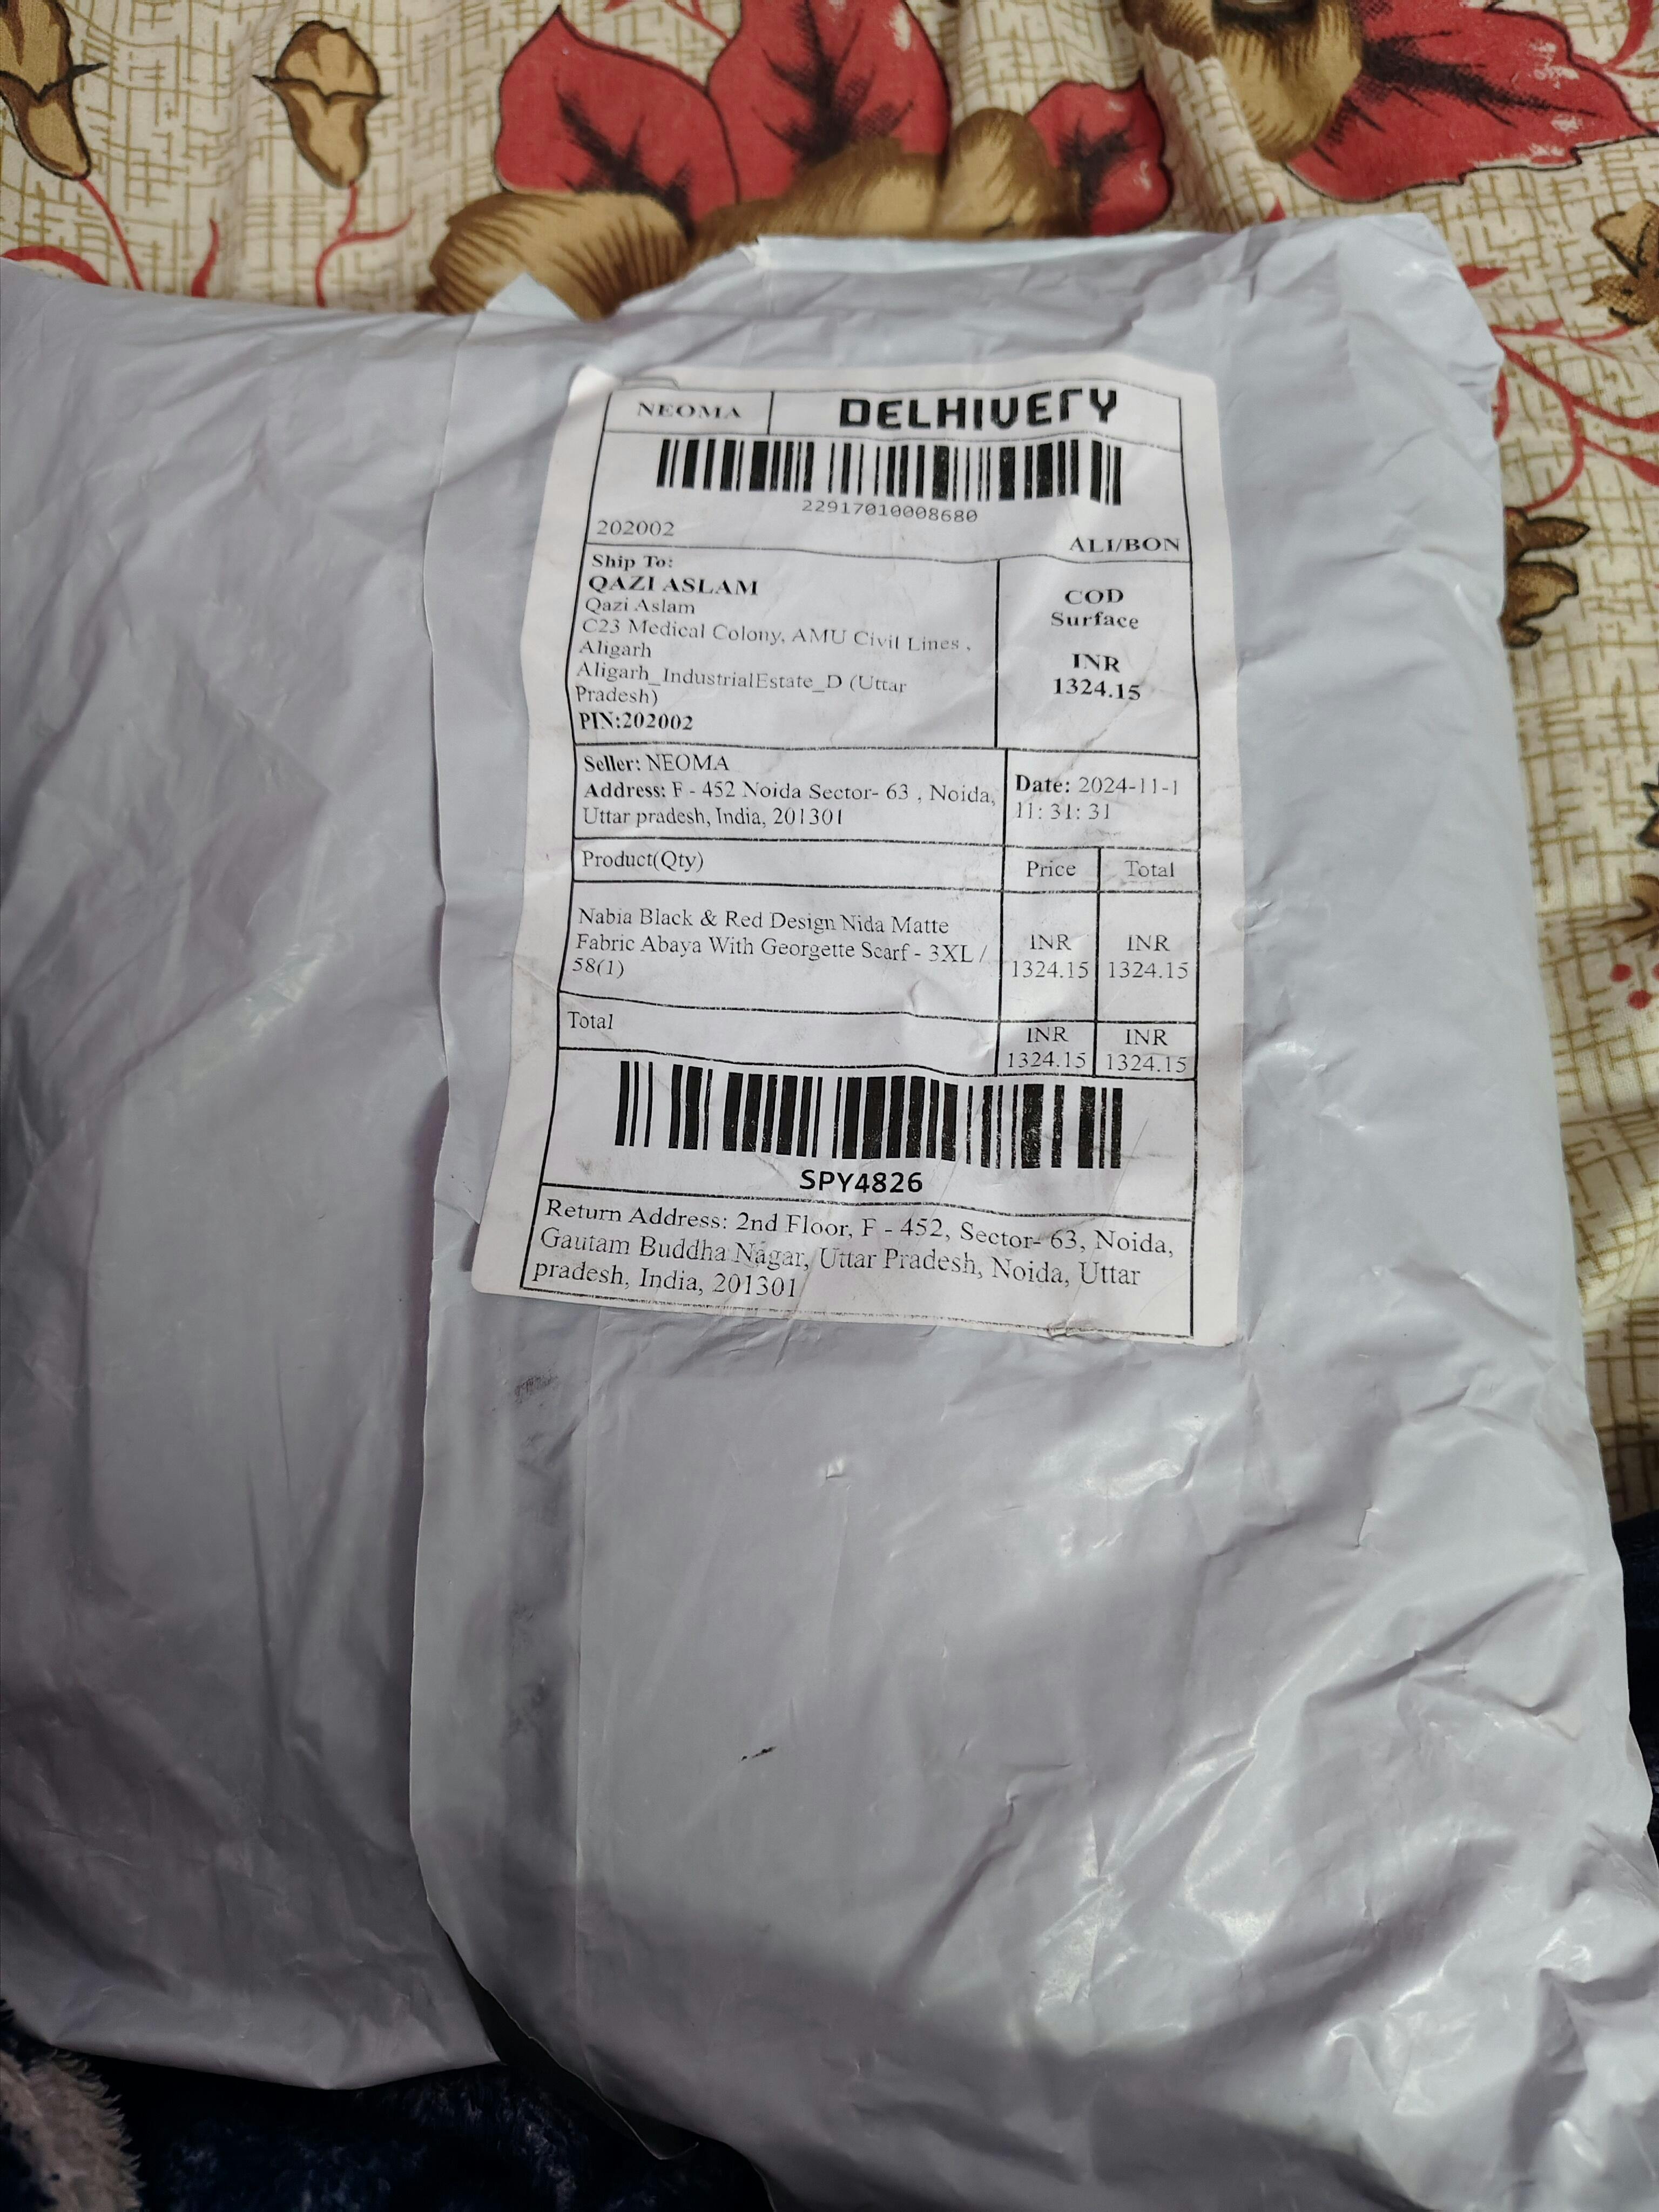 NEOMA
DELHIVERY
22917010008680
202002
ALI/BON
Ship To:
QAZI ASLAM
Qazi Aslam
C23 Medical Colony, AMU Civil Lines ,
Aligarh
Aligarh_IndustrialEstate_D (Uttar
Pradesh)
PIN:202002
COD
Surface
INR
1324.15
Seller: NEOMA
Address: F - 452 Noida Sector- 63 , Noida,
Uttar pradesh, India, 201301
Date: 2024-11-1
11: 31: 31
Product(Qty)
Price
Total
Nabia Black & Red Design Nida Matte
Fabric Abaya With Georgette Scarf - 3XL /
58(1)
INR
1324.15
INR
1324.15
Total
INR
1324.15
INR
1324.15
SPY4826
Return Address: 2nd Floor, F - 452, Sector- 63, Noida,
Gautam Buddha Nagar, Uttar Pradesh, Noida, Uttar
pradesh, India, 201301